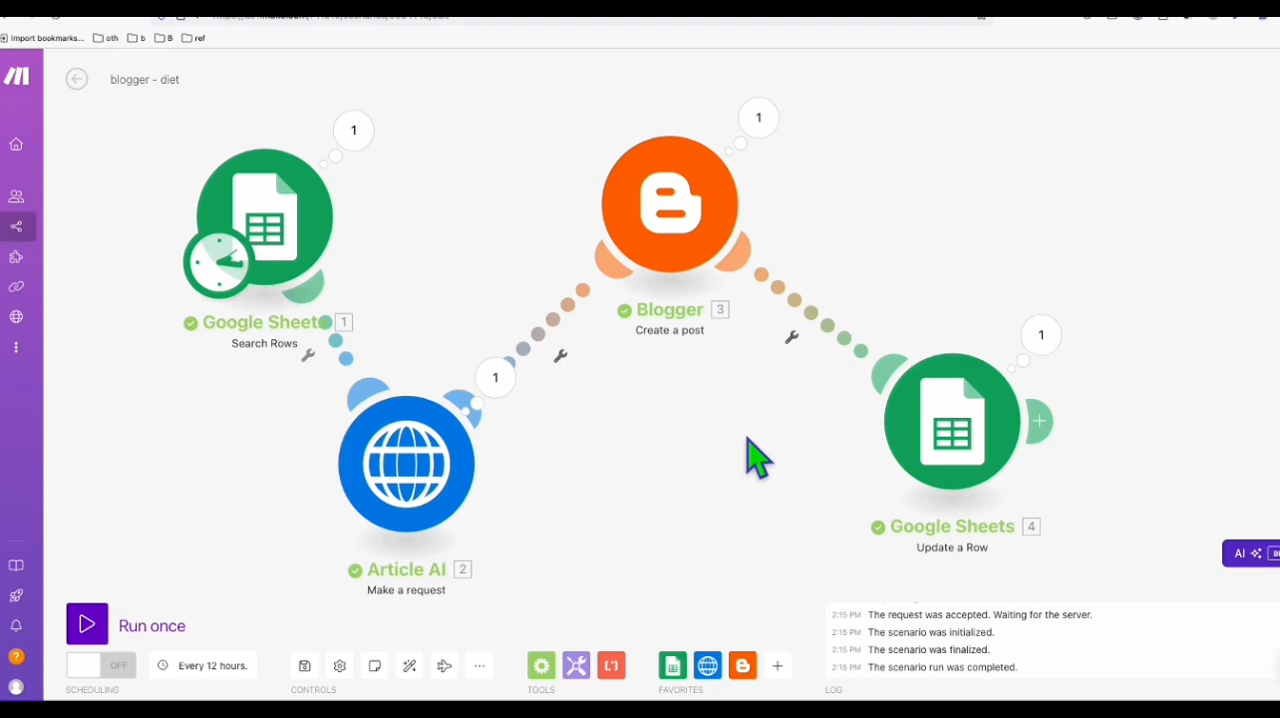 Import bookmarks... oth b B ref
blogger - diet
1
1
Google Sheets 1
Search Rows
Blogger 3
Create a post
1
1
Google Sheets 4
Update a Row
Article AI 2
Make a request
AI
Run once
OFF
Every 12 hours.
SCHEDULING
CONTROLS
TOOLS
FAVORITES
2:15 PM The request was accepted. Waiting for the server.
2:15 PM The scenario was initialized.
2:15 PM The scenario was finalized.
2:15 PM The scenario run was completed.
LOG